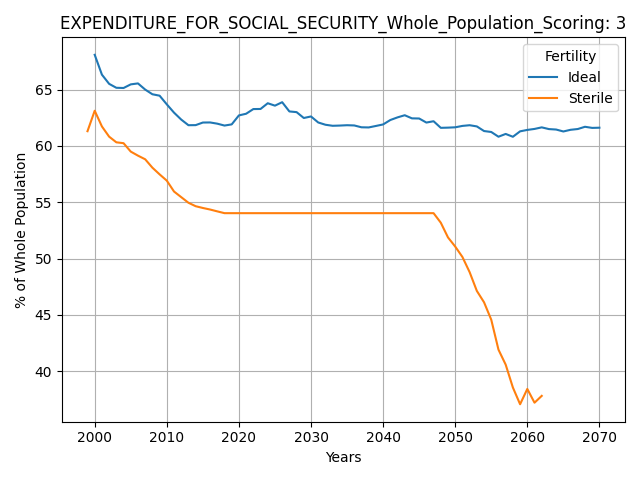 EXPENDITURE_FOR_SOCIAL_SECURITY_Whole_Population_Scoring: 3
Fertility
Ideal
Sterile
% of Whole Population
65
60
55
50
45
40
2000 2010 2020 2030 2040 2050 2060 2070
Years